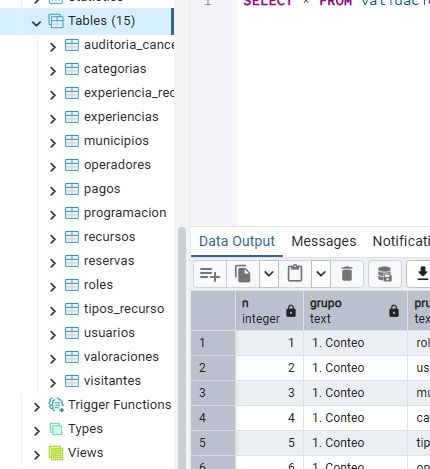 Tables (15)
auditoria_cance
categorias
experiencia_rec
experiencias
municipios
operadores
pagos
programacion
recursos
reservas
roles
tipos_recurso
usuarios
valoraciones
visitantes
Trigger Functions
Types
Views
1
SELECT * FROM
Data Output
Messages
Notificati
n
integer
grupo
text
pru
tex
1 1 1. Conteo rol
2 2 1. Conteo us
3 3 1. Conteo mu
4 4 1. Conteo ca
5 5 1. Conteo tip
6 6 1. Conteo